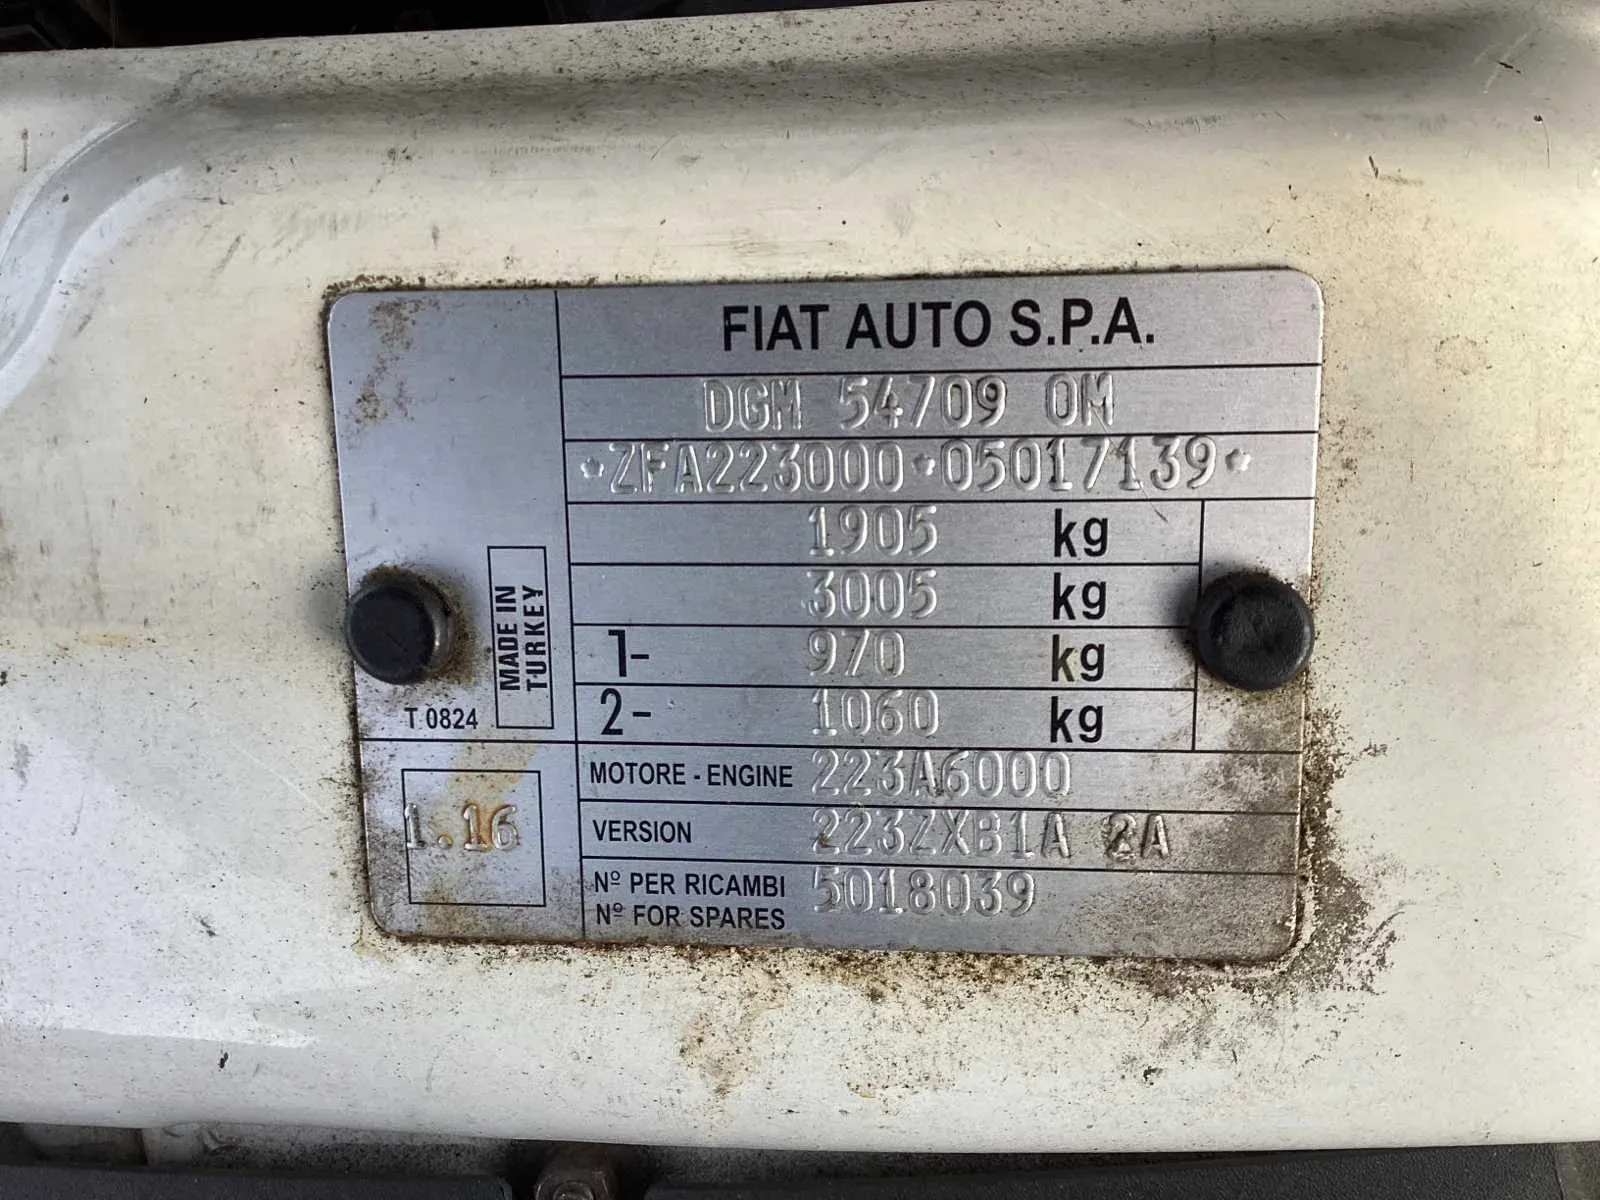 FIAT AUTO S.P.A.
DGM 54709 OM
*ZFA223000*05017139*
1905 kg
3005 kg
1- 970 kg
2- 1060 kg
MADE IN
TURKEY
T 0824
MOTORE - ENGINE 223A6000
1.16
VERSION 223ZXB1A 2A
Nº PER RICAMBI 5018039
Nº FOR SPARES